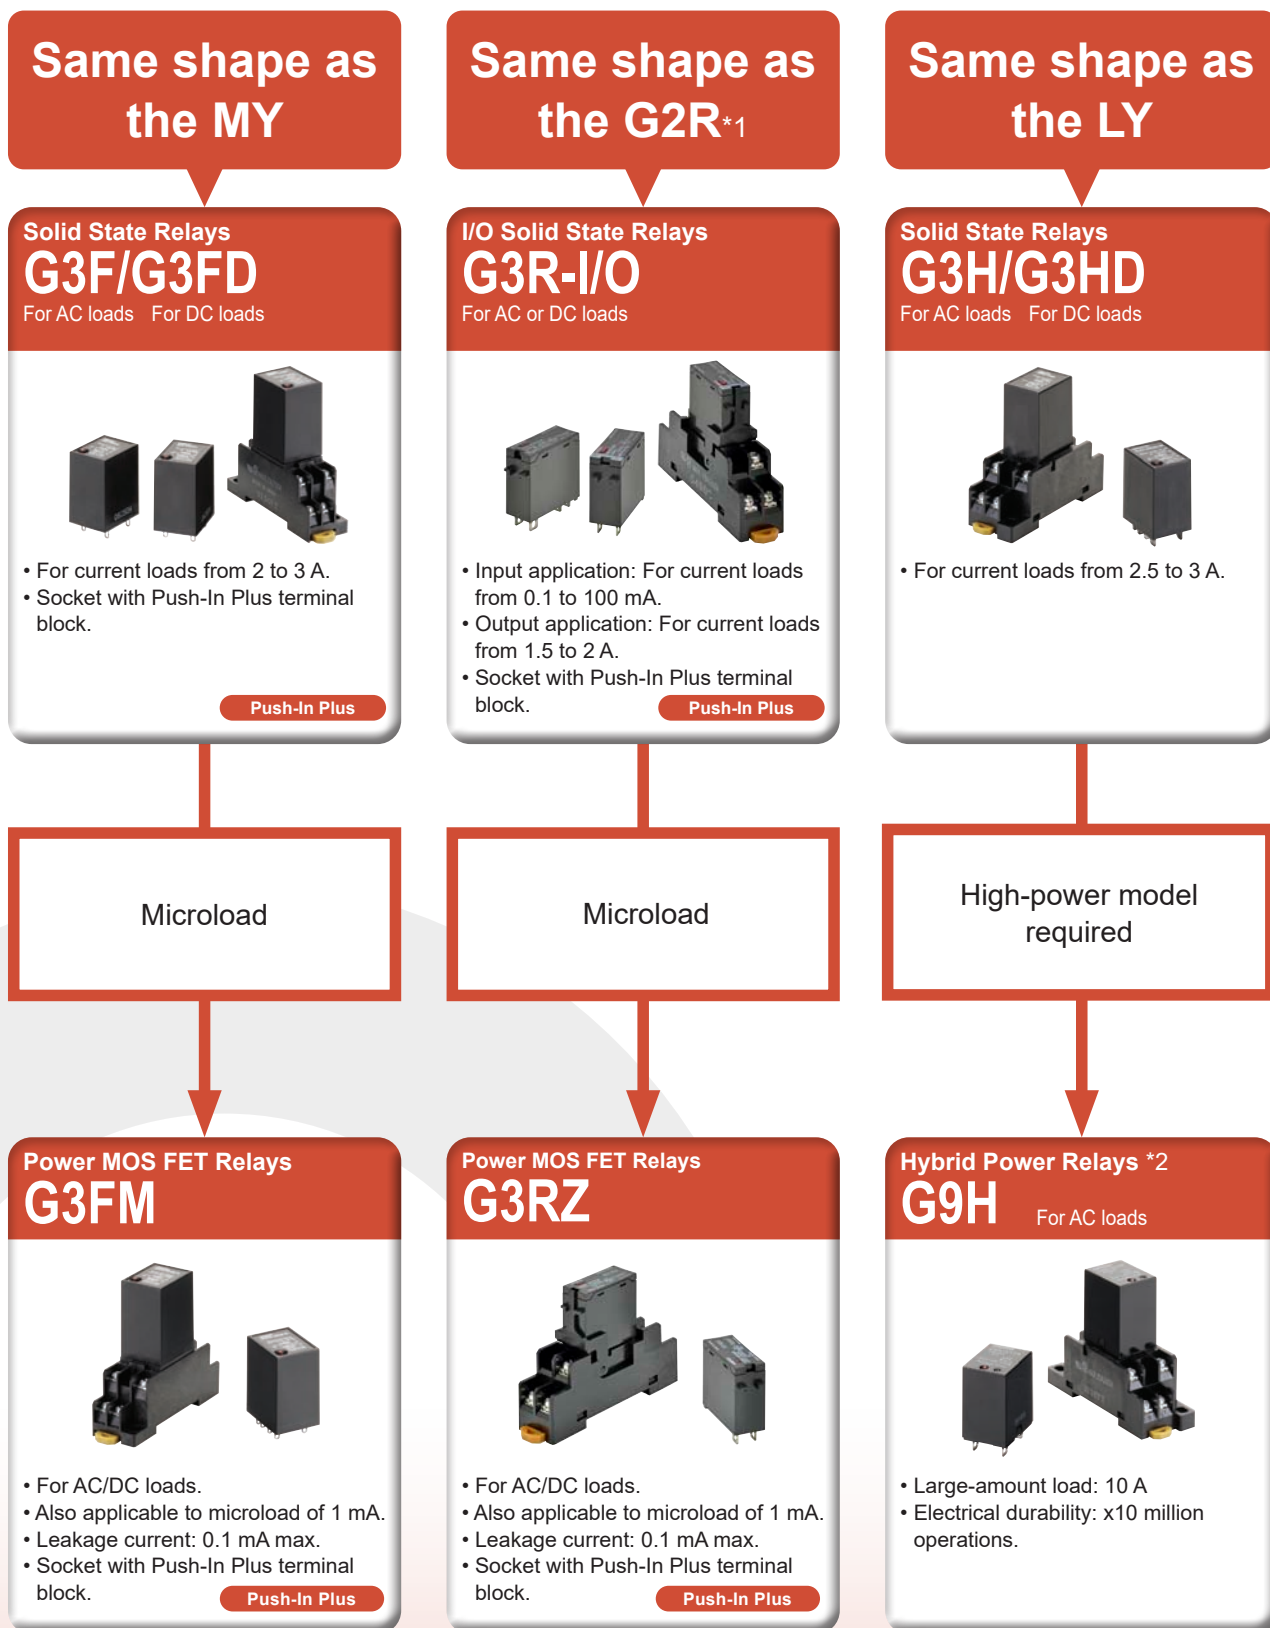 Same shape as
the MY
Solid State Relays
G3F/G3FD
For AC loads For DC loads
• For current loads from 2 to 3 A.
• Socket with Push-In Plus terminal
block.
Push-In Plus
Microload
Power MOS FET Relays
G3FM
• For AC/DC loads.
• Also applicable to microload of 1 mA.
• Leakage current: 0.1 mA max.
• Socket with Push-In Plus terminal
block.
Push-In Plus
Same shape as
the G2R*1
I/O Solid State Relays
G3R-I/O
For AC or DC loads
• Input application: For current loads
from 0.1 to 100 mA.
• Output application: For current loads
from 1.5 to 2 A.
• Socket with Push-In Plus terminal
block.
Push-In Plus
Microload
Power MOS FET Relays
G3RZ
• For AC/DC loads.
• Also applicable to microload of 1 mA.
• Leakage current: 0.1 mA max.
• Socket with Push-In Plus terminal
block.
Push-In Plus
Same shape as
the LY
Solid State Relays
G3H/G3HD
For AC loads For DC loads
• For current loads from 2.5 to 3 A.
High-power model
required
Hybrid Power Relays *2
G9H For AC loads
• Large-amount load: 10 A
• Electrical durability: x10 million
operations.